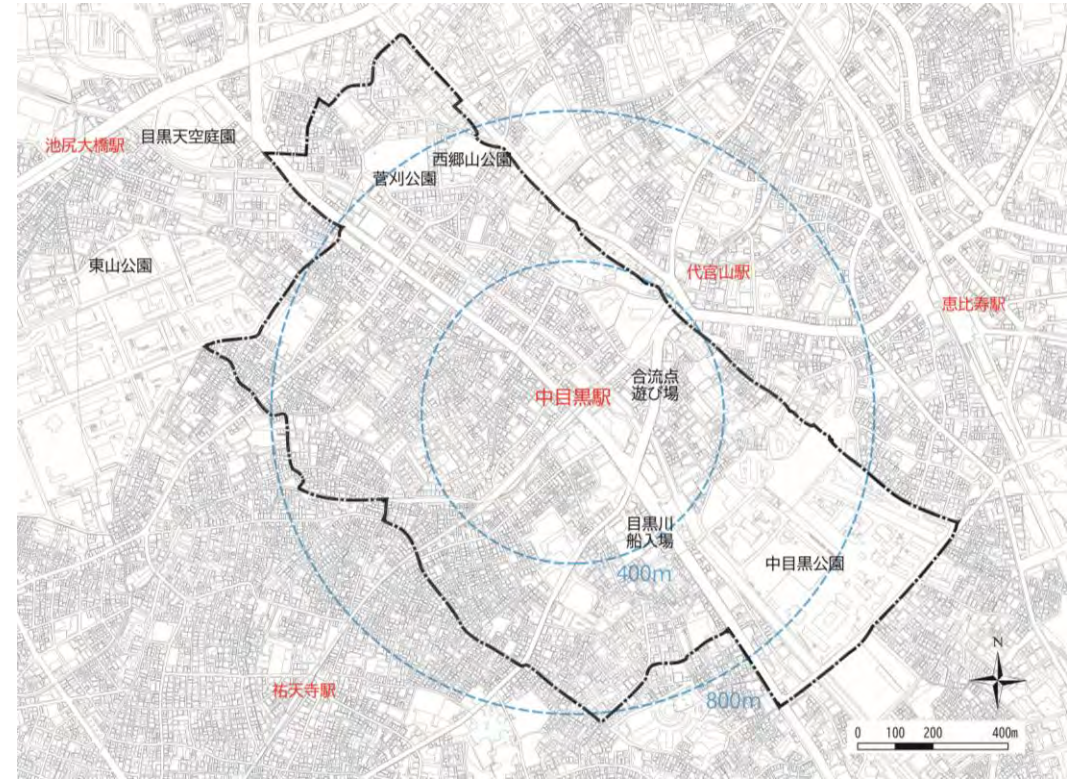 池尻大橋駅
目黒天空庭園
西郷山公園
菅刈公園
東山公園
代官山駅
恵比寿駅
中目黒駅
合流点
遊び場
目黒川
船入場
中目黒公園
400m
祐天寺駅
800m
N
0 100 200 400m